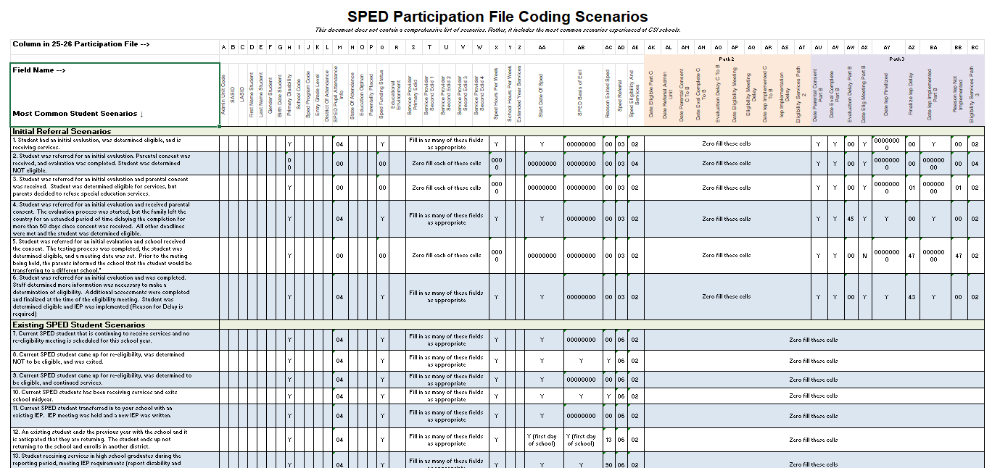 SPED Participation File Coding Scenarios
This document does not contain a comprehensive list of scenarios. Rather, it includes the most common scenarios experienced at CSI schools.
Column in 25-26 Participation File --> A B C D E F G H I J K L M N O P Q R S T U V W X Y Z AA AB AC AD AE AK AL AM AN AO AP AQ AR AS AT AU AV AW AX AY AZ BA BB BC
Path 2 Path 3
Field Name -->
Most Common Student Scenarios ↓
Admin Unit Code
SASID
LASID
First Name Student
Last Name Student
Gender Student
Birth Date Student
Primary Disability
School Code
Sped Program Code
Entry Grade Level
District Of Attendance
SPED Pupil Attendance
Info
State Of Attendance
Education Orphan
Parentally Placed
Sped Funding Status
Educational
Environment
Service Provider
Primary Edid
Service Provider
Second Edid 1
Service Provider
Second Edid 2
Service Provider
Second Edid 3
Service Provider
Second Edid 4
Sped Hours Per Week
School Hours Per Week
Extended Year Services
Start Date Of Sped
SPED Basis of Exit
Reason Exited Sped
Sped Referral
Sped Eligibility And
Services
Date Eligible Part C
Date Referral Admin
Unit
Date Parental Consent
C To B
Date Eval Complete C
To B
Evaluation Delay C To B
Date Eligibility Meeting
Eligibility Meeting
Delay
Date Iep Implemented C
To B
Iep Implementation
Delay
Eligibility Services Path
2
Date Parental Consent
Part B
Date Eval Complete
Part B
Evaluation Delay Part B
Date Elig Meeting Part B
Date Iep Finalized
Finalize Iep Delay
Date Iep Implemented
Part B
Reason Iep Not
Implemented
Eligibility Services Path
3
Initial Referral Scenarios
1. Student had an initial evaluation, was determined eligible, and is
receiving services.
Y 04 Y
Fill in as many of these fields
as appropriate
Y Y 00000000 00 03 02 Zero fill these cells Y Y 00 Y
0000000
0
00 Y 00 02
2. Student was referred for an initial evaluation. Parental consent was
received, and evaluation was completed. Student was determined
NOT eligible.
0
0
00 00 Zero fill each of these cells
000
0
00000000 00000000 00 03 04 Zero fill these cells Y Y 00 Y
0000000
0
00
000000
00
00 04
3. Student was referred for an initial evaluation and parental consent
was received. Student was determined eligible for services, but
parents decided to refuse special education services.
Y 00 00 Zero fill each of these cells
000
0
00000000 00000000 00 03 02 Zero fill these cells Y Y 00 Y
0000000
0
01
000000
00
01 02
4. Student was referred for an initial evaluation and received parental
consent. The evaluation process was started, but the family left the
country for an extended period of time delaying the completion for
more than 60 days since consent was received. All other deadlines
were met and the student was determined eligible.
Y 04 Y
Fill in as many of these fields
as appropriate
Y Y 00000000 00 03 02 Zero fill these cells Y Y 45 Y Y 00 Y 00 02
5. Student was referred for an initial evaluation and school received
the consent. The testing process was completed, the student was
determined eligible, and a meeting date was set. Prior to the meting
being held, the parents informed the school that the student would be
transferring to a different school.*
Y 00 00 Zero fill each of these cells
000
0
00000000 00000000 00 03 02 Zero fill these cells Y Y 00 N
0000000
0
47
000000
00
47 02
6. Student was referred for an initial evaluation and was completed.
Staff determined more information was necessary to make a
determination of eligibility. Additional assessments were completed
and finalized at the time of the eligibility meeting. Student was
determined eligible and IEP was implemented (Reason for Delay is
required)
Y 04 Y
Fill in as many of these fields
as appropriate
Y Y 00000000 00 03 02 Zero fill these cells Y Y 00 Y Y 43 Y 00 02
Existing SPED Student Scenarios
7. Current SPED student that is continuing to receive services and no
re-eligibility meeting is scheduled for this school year.
Y 04 Y
Fill in as many of these fields
as appropriate
Y Y 00000000 00 06 02 Zero fill these cells
8. Current SPED student came up for re-eligibility, was determined
NOT to be eligible, and was exited.
Y 04 Y
Fill in as many of these fields
as appropriate
Y Y Y Y 06 02 Zero fill these cells
9. Current SPED student came up for re-eligibility, was determined to
be eligible, and continued services.
Y 04 Y
Fill in as many of these fields
as appropriate
Y Y 00000000 00 06 02 Zero fill these cells
10. Current SPED students has been receiving services and exits
school midyear.
Y 04 Y
Fill in as many of these fields
as appropriate
Y Y Y Y 06 02 Zero fill these cells
11. Current SPED student transferred in to your school with an
existing IEP. IEP meeting was held and a new IEP was written.
Y 04 Y
Fill in as many of these fields
as appropriate
Y Y 00000000 00 06 02 Zero fill these cells
12. An existing student ends the previous year with the school and it
is anticpated that they are returning. The student ends up not
returning to the school and enrolls in another district.
Y 04 Y
Fill in as many of these fields
as appropriate
Y
Y (first day
of school)
Y (first day
of school)
13 06 02 Zero fill these cells
13. Student receiving services in high school graduates during the
reporting period, meeting IEP requirements (report disability and
Y 04 Y
Fill in as many of these fields
as appropriate
Y Y Y 90 06 02 Zero fill these cells